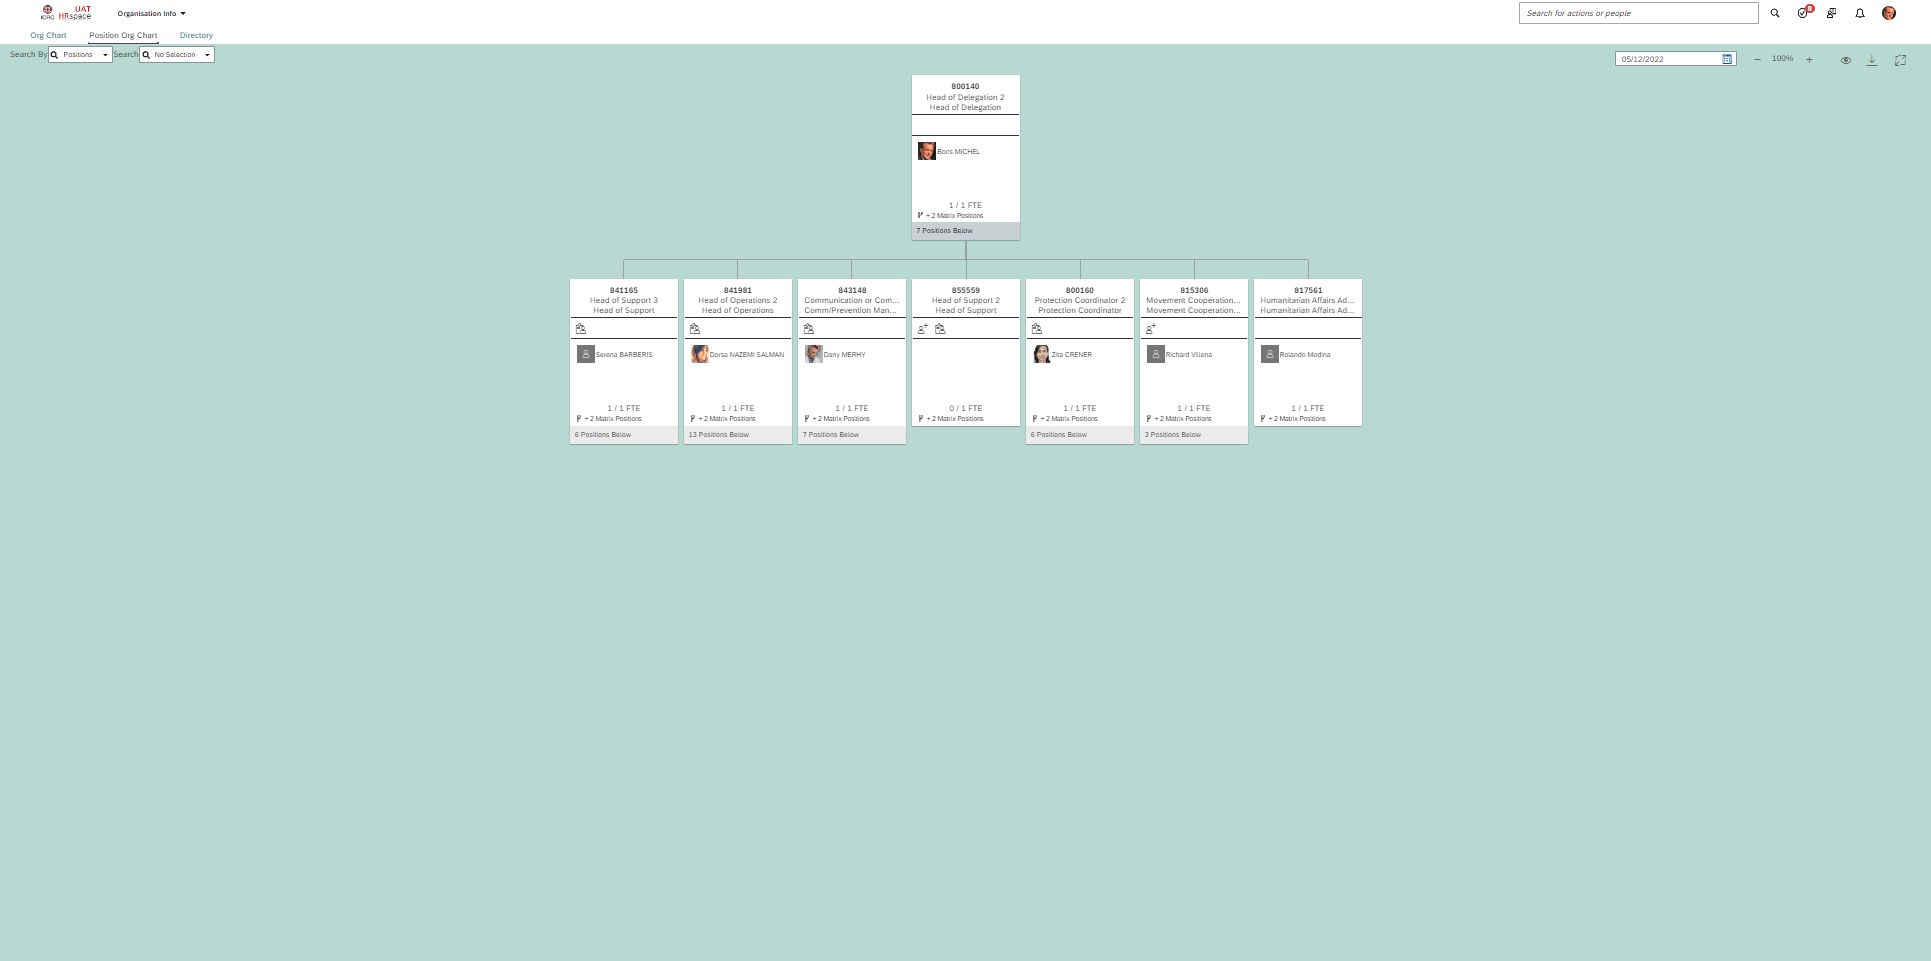 ICRC
UAT
HRspace
Organisation Info
Search for actions or people
8
Org Chart
Position Org Chart
Directory
Search By
Positions
Search
No Selection
05/12/2022
− 100% +
800140
Head of Delegation 2
Head of Delegation
Boris MICHEL
1 / 1 FTE
+ 2 Matrix Positions
7 Positions Below
841165
Head of Support 3
Head of Support
Serena BARBERIS
1 / 1 FTE
+ 2 Matrix Positions
6 Positions Below
841981
Head of Operations 2
Head of Operations
Dorsa NAZEMI SALMAN
1 / 1 FTE
+ 2 Matrix Positions
13 Positions Below
843148
Communication or Com...
Comm/Prevention Man...
Dany MERHY
1 / 1 FTE
+ 2 Matrix Positions
7 Positions Below
855559
Head of Support 2
Head of Support
0 / 1 FTE
+ 2 Matrix Positions
800160
Protection Coordinator 2
Protection Coordinator
Zita CRENER
1 / 1 FTE
+ 2 Matrix Positions
6 Positions Below
815306
Movement Cooperation...
Movement Cooperation...
Richard Villena
1 / 1 FTE
+ 2 Matrix Positions
3 Positions Below
817561
Humanitarian Affairs Ad...
Humanitarian Affairs Ad...
Rolando Modina
1 / 1 FTE
+ 2 Matrix Positions